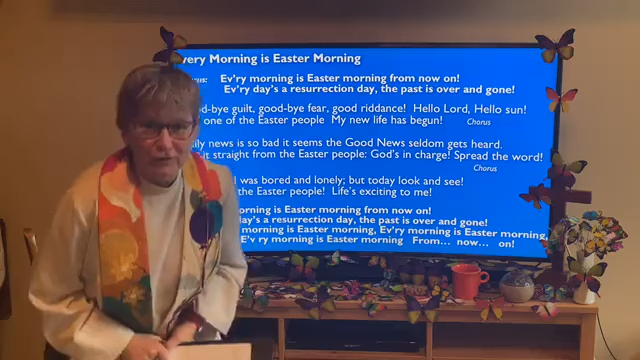 very Morning is Easter Morning
us: Ev'ry morning is Easter morning from now on!
Ev'ry day's a resurrection day, the past is over and gone!
d-bye guilt, good-bye fear, good riddance! Hello Lord, Hello sun!
one of the Easter people My new life has begun! Chorus
ily news is so bad it seems the Good News seldom gets heard.
it straight from the Easter people: God's in charge! Spread the word!
Chorus
I was bored and lonely; but today look and see!
the Easter people! Life's exciting to me!
orning is Easter morning from now on!
ay's a resurrection day, the past is over and gone!
morning is Easter morning, Ev'ry morning is Easter morning,
E'v ry morning is Easter morning From... now... on!